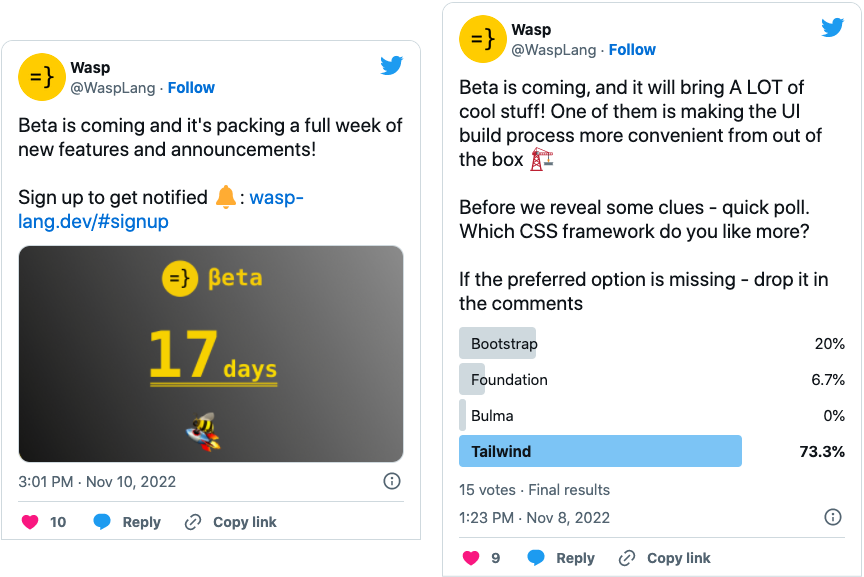 Wasp
@WaspLang · Follow
Beta is coming and it's packing a full week of
new features and announcements!
Sign up to get notified 🔔: wasp-
lang.dev/#signup
=} βeta
17 days
3:01 PM · Nov 10, 2022
10 Reply Copy link
Wasp
@WaspLang · Follow
Beta is coming, and it will bring A LOT of
cool stuff! One of them is making the UI
build process more convenient from out of
the box 🏗️
Before we reveal some clues - quick poll.
Which CSS framework do you like more?
If the preferred option is missing - drop it in
the comments
Bootstrap 20%
Foundation 6.7%
Bulma 0%
Tailwind 73.3%
15 votes · Final results
1:23 PM · Nov 8, 2022
9 Reply Copy link